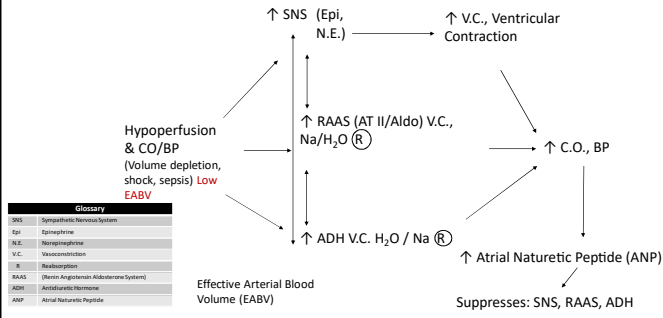 ↑ SNS (Epi,
N.E.)
↑ V.C., Ventricular
Contraction
Hypoperfusion
& CO/BP
(Volume depletion,
shock, sepsis) Low
EABV
↑ RAAS (AT II/Aldo) V.C.,
Na/H₂O R
↑ C.O., BP
↑ ADH V.C. H₂O / Na R
↑ Atrial Naturetic Peptide (ANP)
Suppresses: SNS, RAAS, ADH
Effective Arterial Blood
Volume (EABV)
Glossary
SNS Sympathetic Nervous System
Epi Epinephrine
N.E. Norepinephrine
V.C. Vasoconstriction
R Reabsorption
RAAS (Renin Angiotensin Aldosterone System)
ADH Antidiuretic Hormone
ANP Atrial Naturetic Peptide